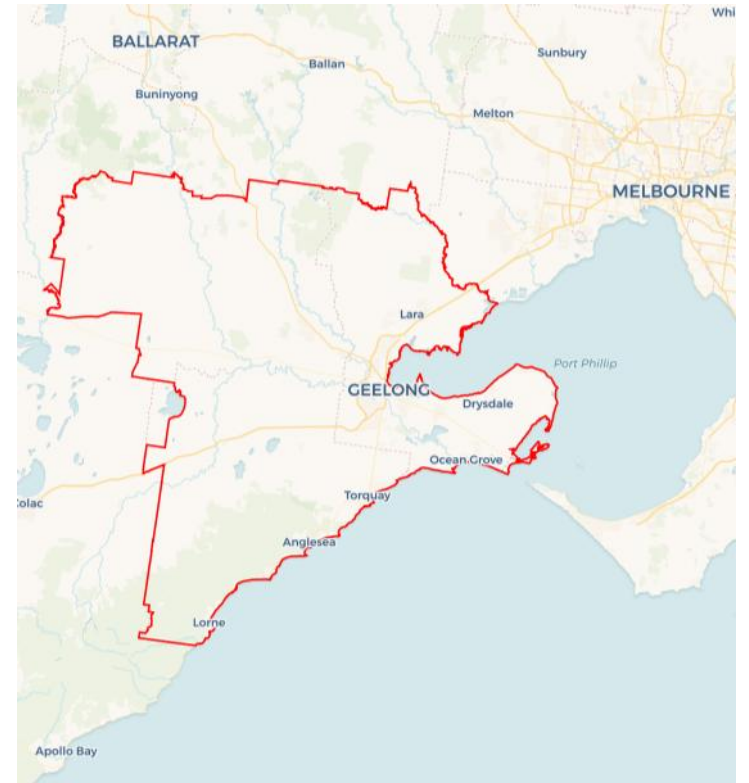 Whi
BALLARAT
Sunbury
Ballan
Buninyong
Melton
MELBOURNE
Lara
Port Phillip
GEELONG
Drysdale
Ocean Grove
Torquay
Colac
Anglesea
Lorne
Apollo Bay